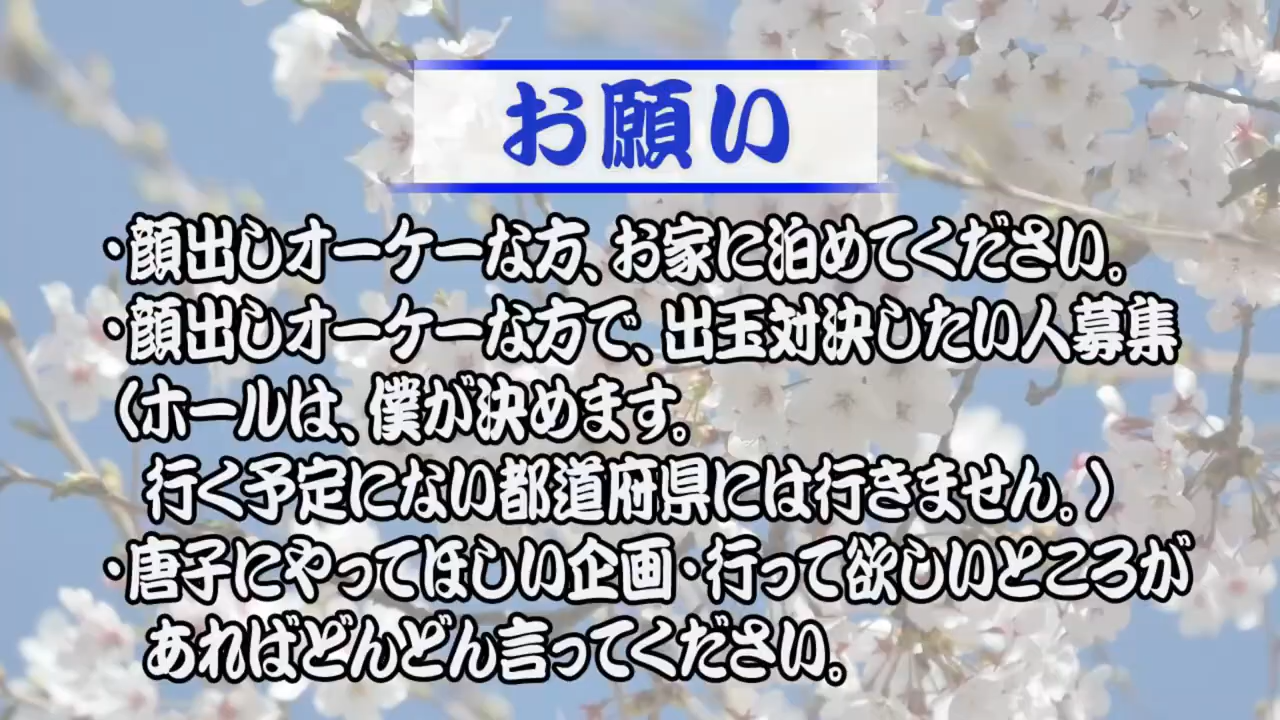 お願い
・顔出しオーケーな方、お家に泊めてください。
・顔出しオーケーな方で、出玉対決したい人募集
（ホールは、僕が決めます。
行く予定にない都道府県には行きません。）
・唐子にやってほしい企画・行って欲しいところが
あればどんどん言ってください。